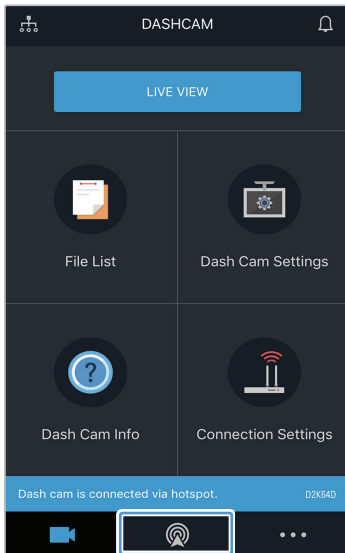 DASHCAM
LIVE VIEW
File List
Dash Cam Settings
?
Dash Cam Info
Connection Settings
Dash cam is connected via hotspot.
D2K64D